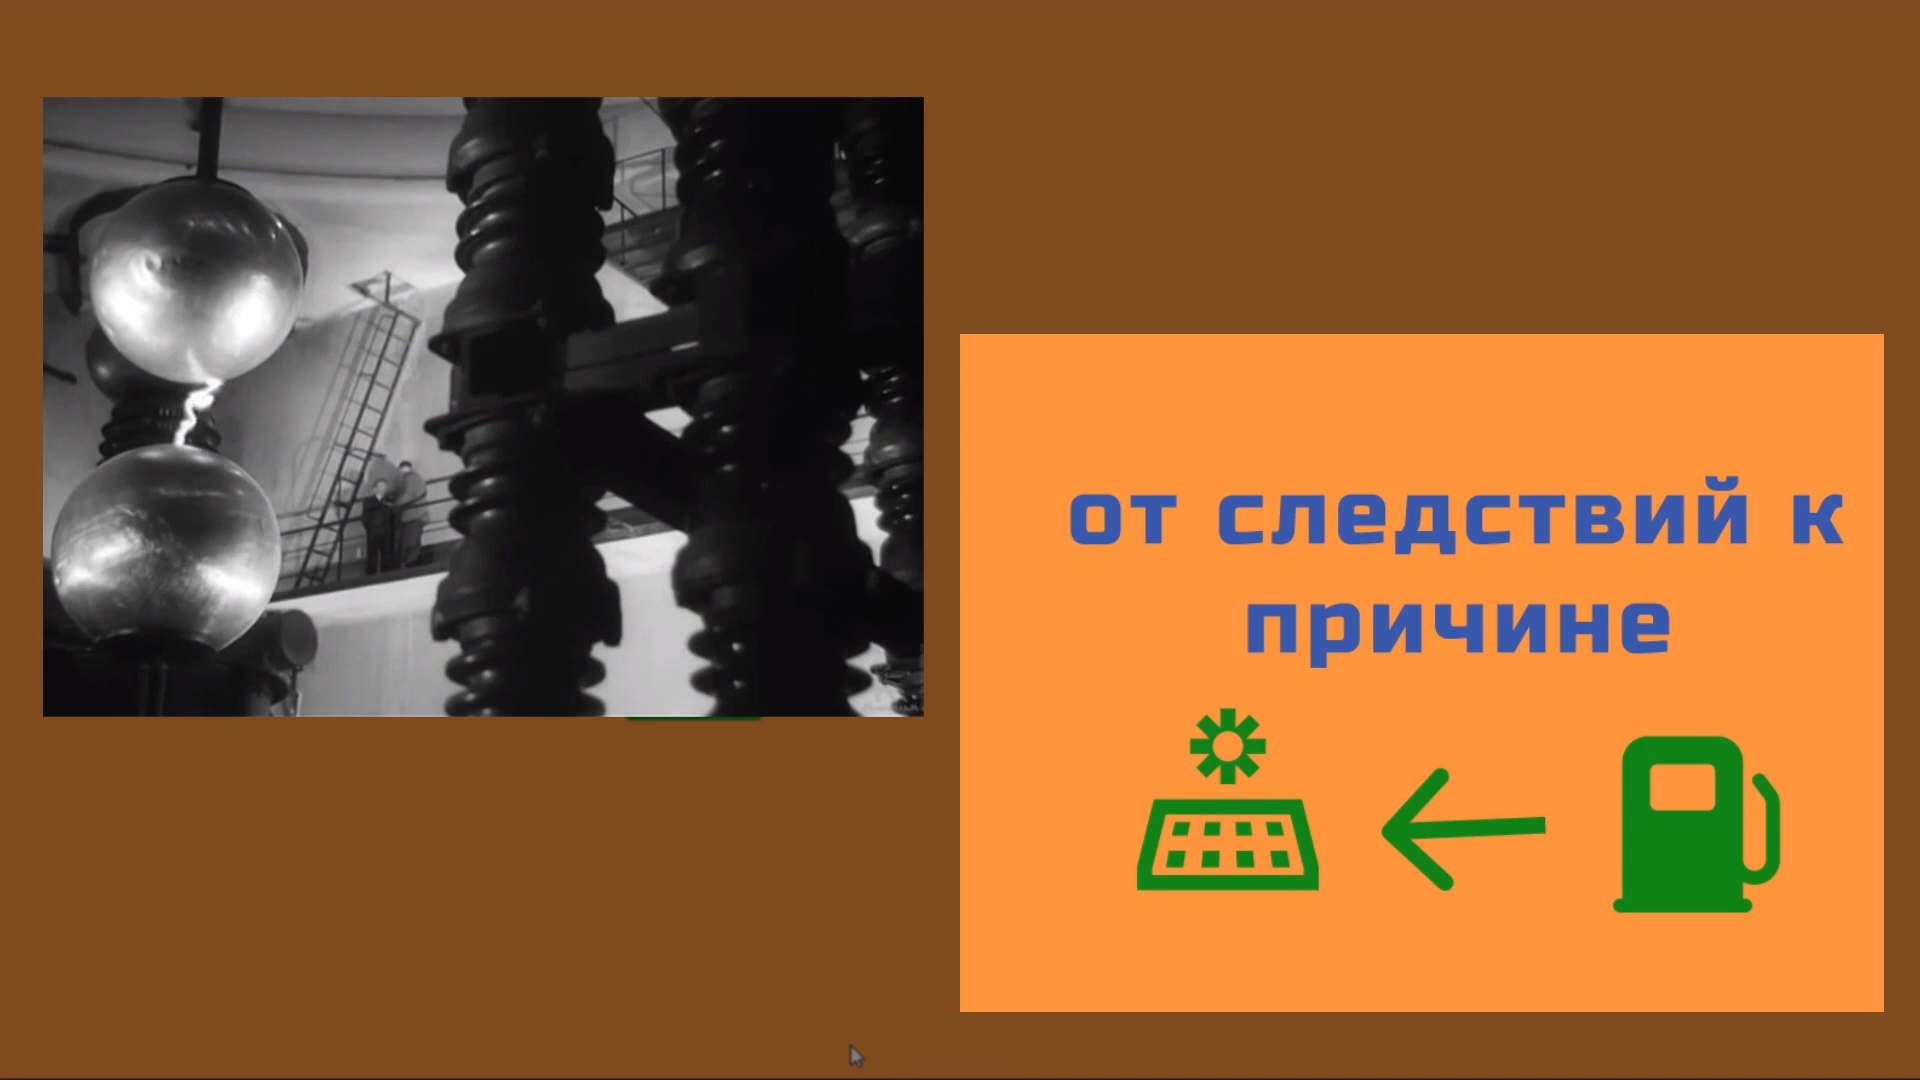 от следствий к
причине